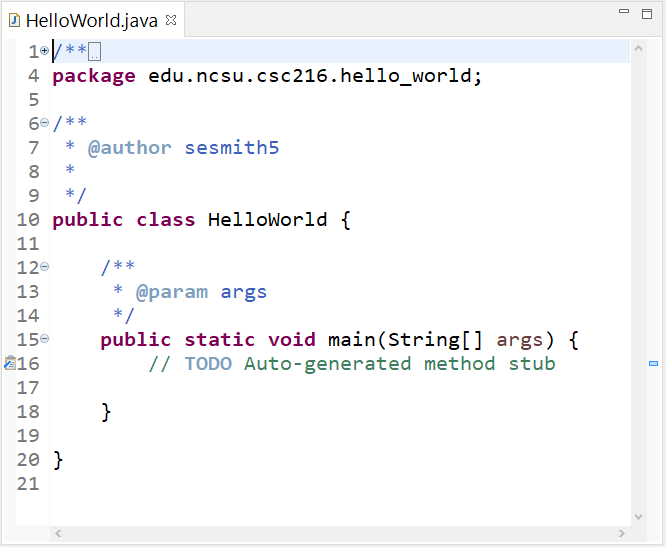 HelloWorld.java
1 /**
4 package edu.ncsu.csc216.hello_world;
5
6 /**
7  * @author sesmith5
8  *
9  */
10 public class HelloWorld {
11
12     /**
13      * @param args
14      */
15     public static void main(String[] args) {
16         // TODO Auto-generated method stub
17
18     }
19
20 }
21